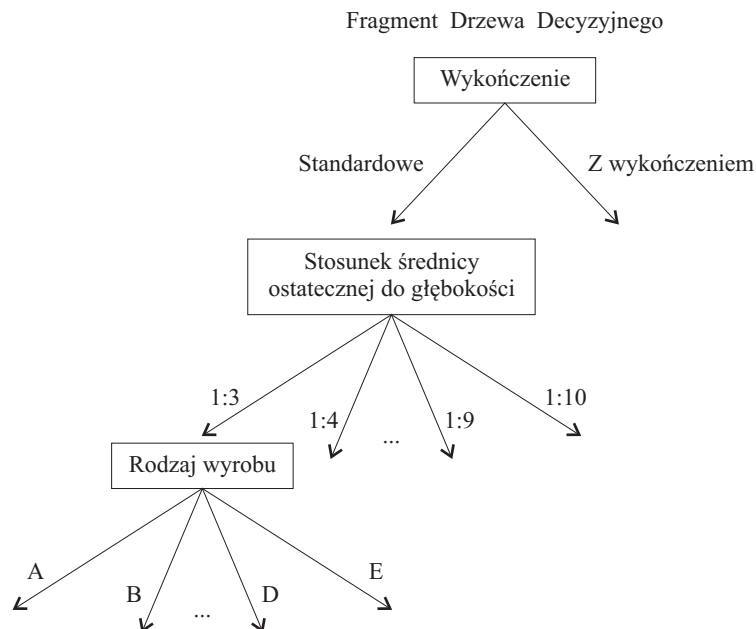 Fragment Drzewa Decyzyjnego
Wykończenie
Standardowe
Z wykończeniem
Stosunek średnicy
ostatecznej do głębokości
1:3
1:4
...
1:9
1:10
Rodzaj wyrobu
A
B
...
D
E